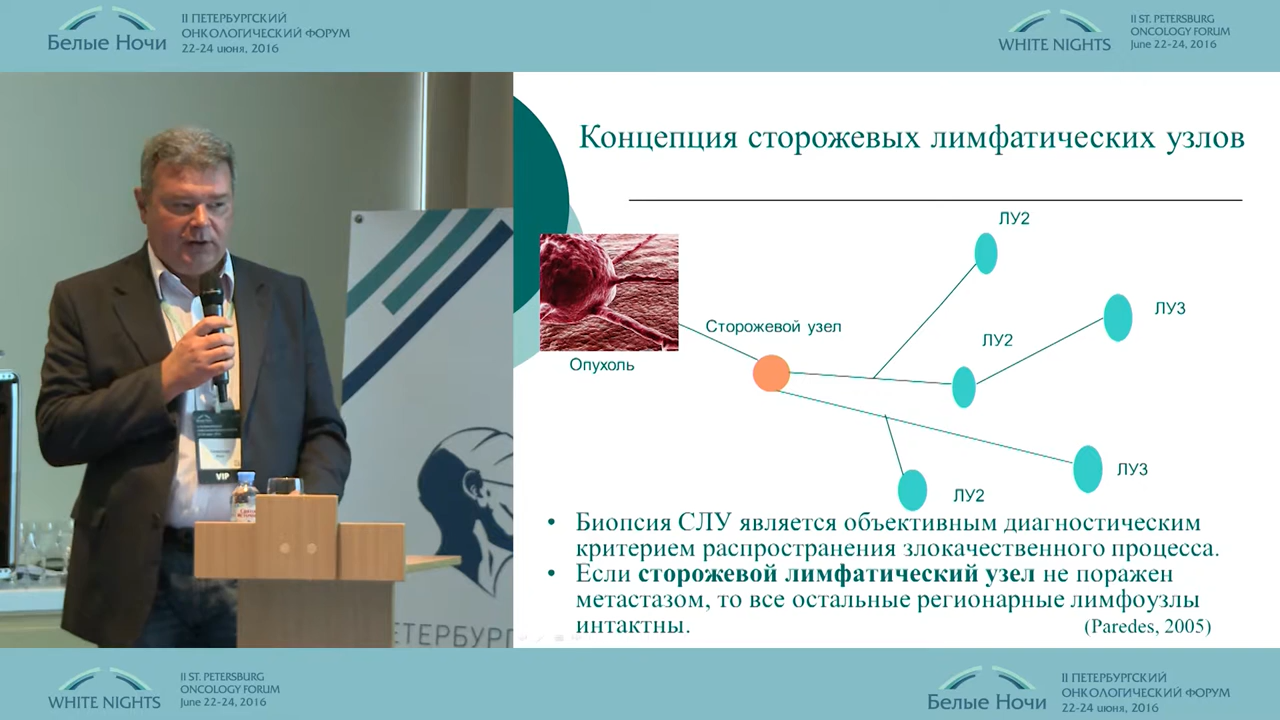 Белые Ночи
II ПЕТЕРБУРГСКИЙ
ОНКОЛОГИЧЕСКИЙ ФОРУМ
22-24 июня, 2016
WHITE NIGHTS
II ST. PETERSBURG
ONCOLOGY FORUM
June 22-24, 2016
Концепция сторожевых лимфатических узлов
ЛУ2
ЛУ3
Сторожевой узел
ЛУ2
Опухоль
ЛУ3
ЛУ2
• Биопсия СЛУ является объективным диагностическим
критерием распространения злокачественного процесса.
• Если сторожевой лимфатический узел не поражен
метастазом, то все остальные регионарные лимфоузлы
интактны.
(Paredes, 2005)
VIP
ЕТЕРБУРГ
WHITE NIGHTS
II ST. PETERSBURG
ONCOLOGY FORUM
June 22-24, 2016
Белые Ночи
II ПЕТЕРБУРГСКИЙ
ОНКОЛОГИЧЕСКИЙ ФОРУМ
22-24 июня, 2016